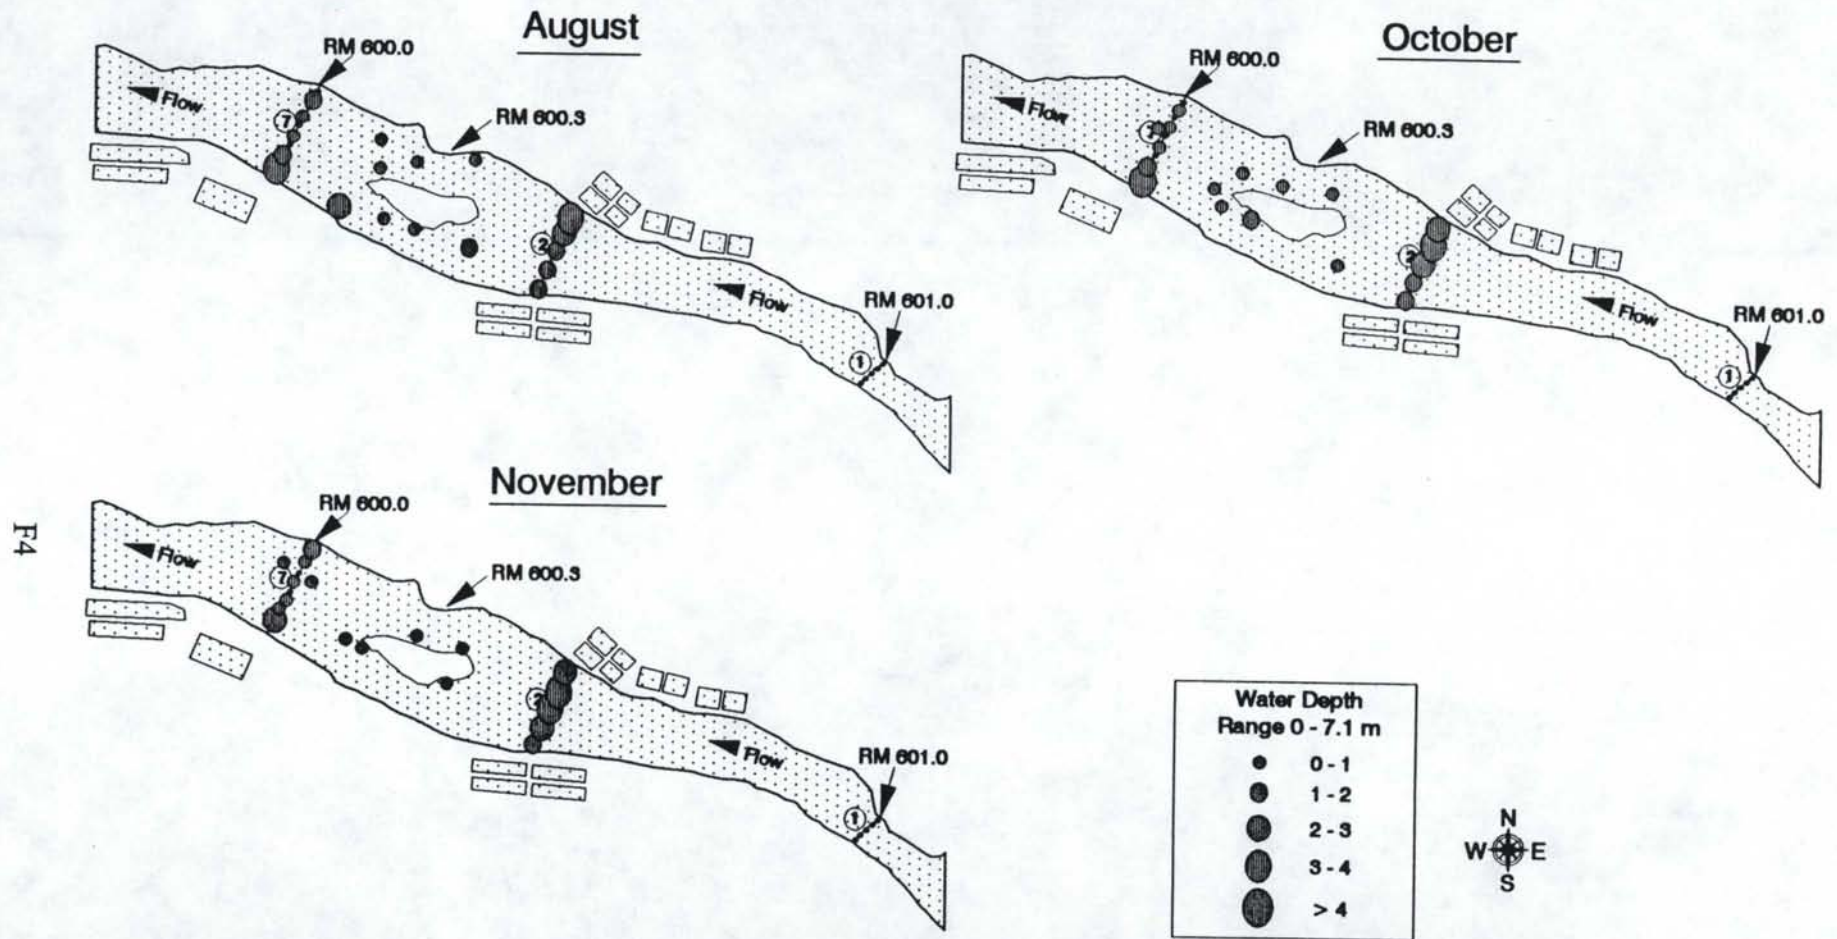 August
RM 600.0
RM 600.3
Flow
7
2
Flow
RM 601.0
1
October
RM 600.0
RM 600.3
Flow
7
2
Flow
RM 601.0
1
November
RM 600.0
RM 600.3
Flow
7
2
Flow
RM 601.0
1
F4
Water Depth
Range 0 - 7.1 m
0 - 1
1 - 2
2 - 3
3 - 4
> 4
N
W E
S